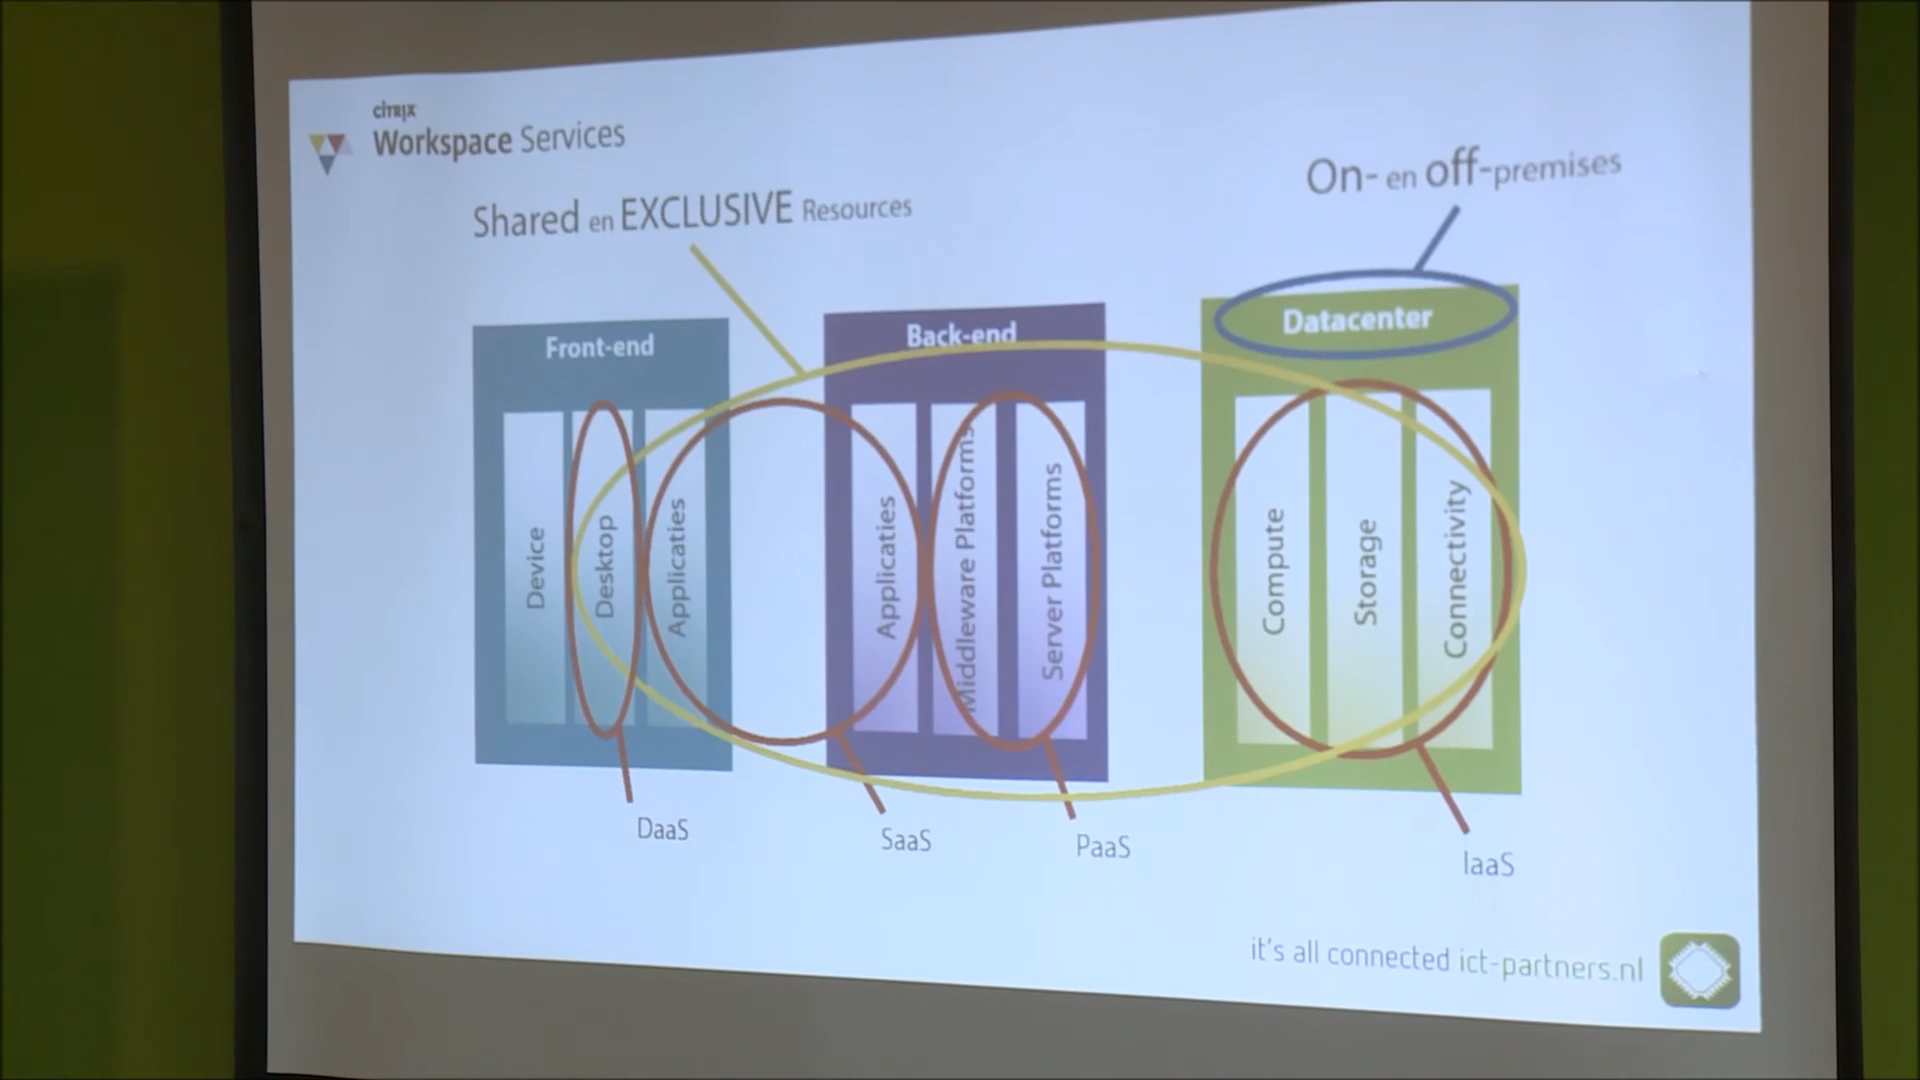 citrix
Workspace Services
Shared en EXCLUSIVE Resources
On- en off-premises
Front-end
Device
Desktop
Applicaties
Back-end
Applicaties
Middleware Platforms
Server Platforms
Datacenter
Compute
Storage
Connectivity
DaaS
SaaS
PaaS
IaaS
it's all connected ict-partners.nl